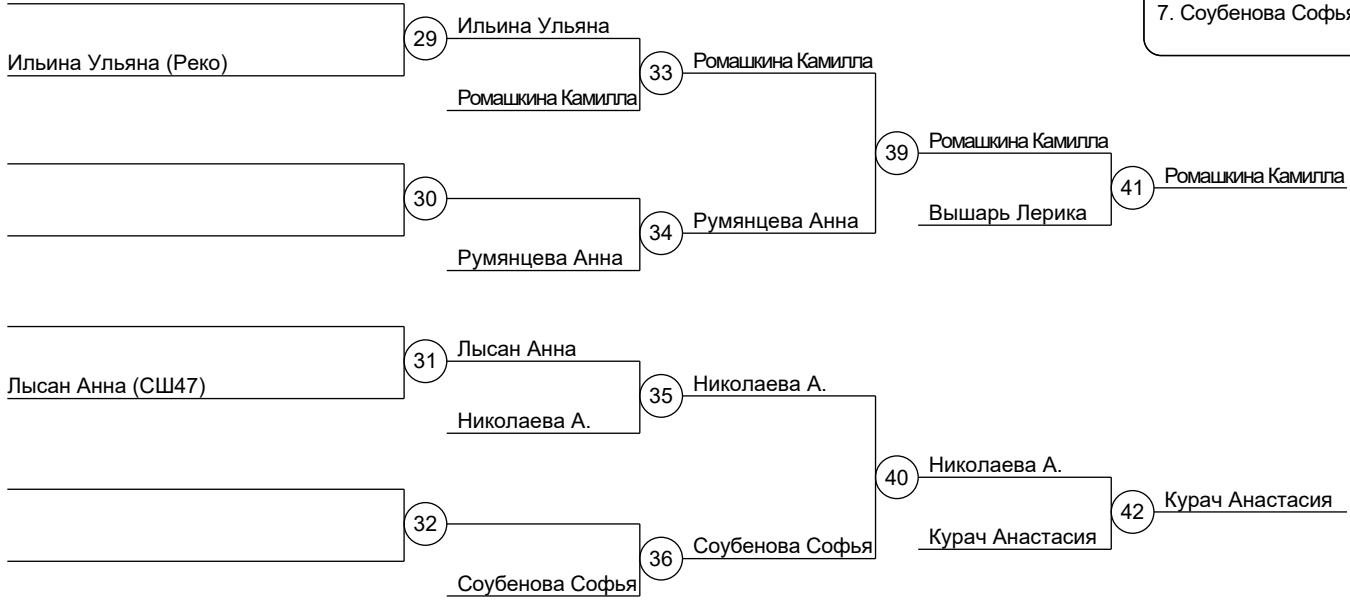 7. Соубенова Софья
29
Ильина Ульяна
Ильина Ульяна (Реко)
33
Ромашкина Камилла
Ромашкина Камилла
39
Ромашкина Камилла
41
Ромашкина Камилла
30
Вышарь Лерика
34
Румянцева Анна
Румянцева Анна
31
Лысан Анна
Лысан Анна (СШ47)
35
Николаева А.
Николаева А.
40
Николаева А.
42
Курач Анастасия
32
Курач Анастасия
36
Соубенова Софья
Соубенова Софья